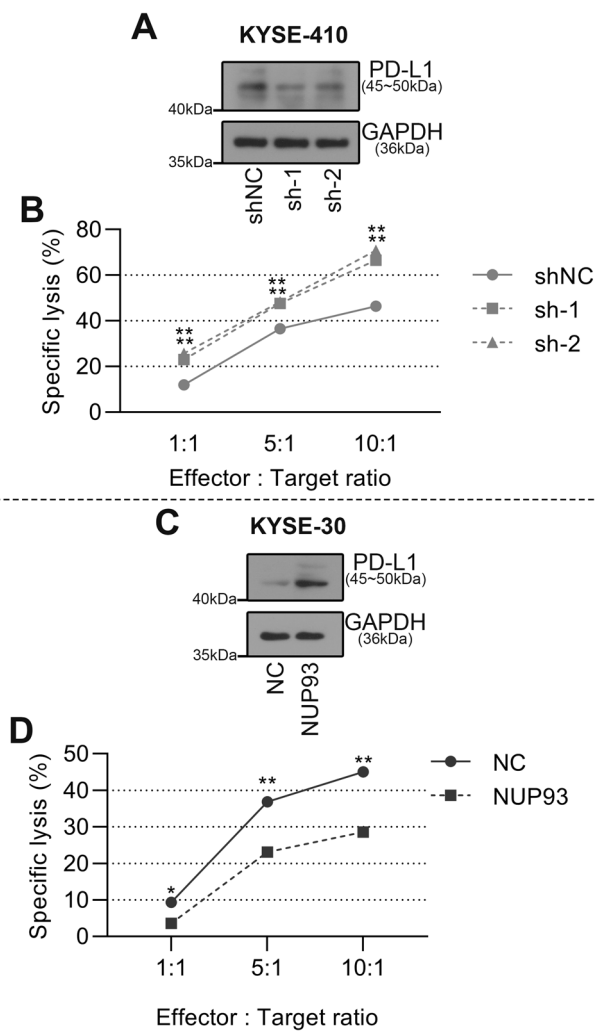 A
KYSE-410
PD-L1
(45~50kDa)
40kDa
GAPDH
(36kDa)
35kDa
shNC
sh-1
sh-2
B
Specific lysis (%)
80
60
40
20
0
**
**
**
**
**
**
1:1
5:1
10:1
Effector : Target ratio
shNC
sh-1
sh-2
C
KYSE-30
PD-L1
(45~50kDa)
40kDa
GAPDH
(36kDa)
35kDa
NC
NUP93
D
Specific lysis (%)
50
40
30
20
10
0
*
**
**
1:1
5:1
10:1
Effector : Target ratio
NC
NUP93